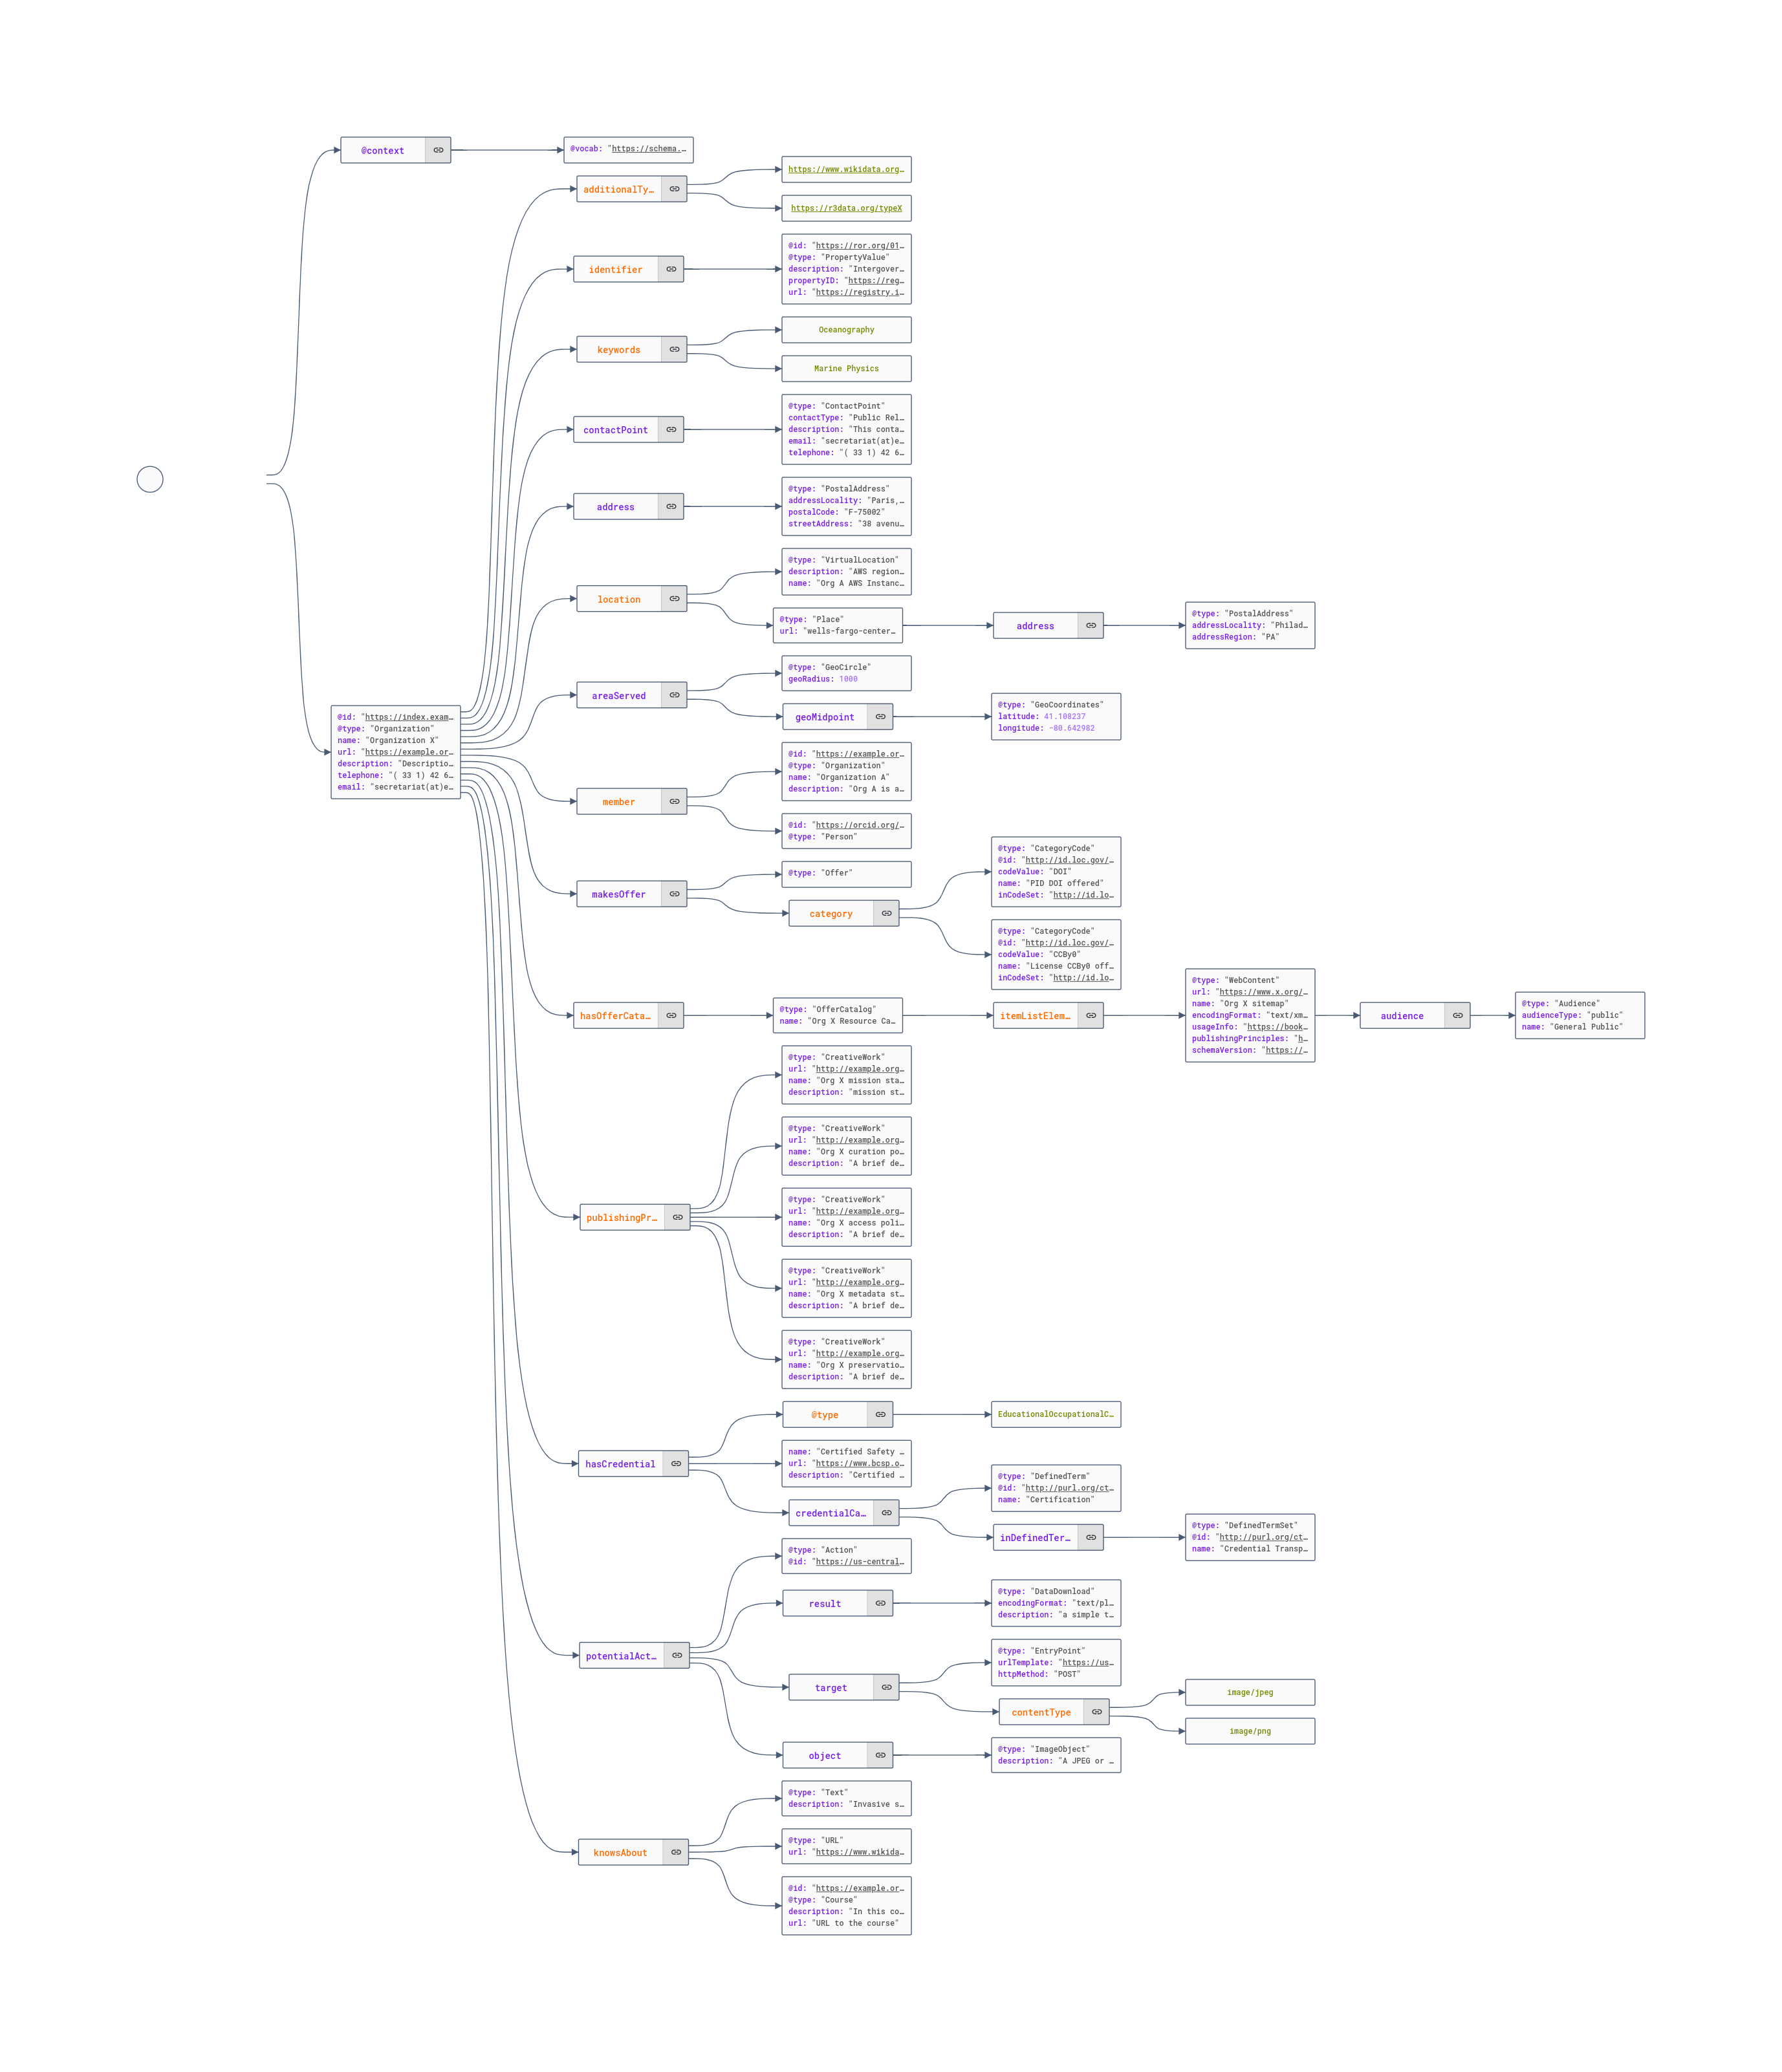 @context
@vocab: "https://schema.…
additionalTy…
https://www.wikidata.org…
https://r3data.org/typeX
identifier
@id: "https://ror.org/01…
@type: "PropertyValue"
description: "Intergover…
propertyID: "https://reg…
url: "https://registry.i…
keywords
Oceanography
Marine Physics
contactPoint
@type: "ContactPoint"
contactType: "Public Rel…
description: "This conta…
email: "secretariat(at)e…
telephone: "( 33 1) 42 6…
address
@type: "PostalAddress"
addressLocality: "Paris,…
postalCode: "F-75002"
streetAddress: "38 avenu…
location
@type: "VirtualLocation"
description: "AWS region…
name: "Org A AWS Instanc…
@type: "Place"
url: "wells-fargo-center…
address
@type: "PostalAddress"
addressLocality: "Philad…
addressRegion: "PA"
areaServed
@type: "GeoCircle"
geoRadius: 1000
geoMidpoint
@type: "GeoCoordinates"
latitude: 41.108237
longitude: -80.642982
@id: "https://index.exam…
@type: "Organization"
name: "Organization X"
url: "https://example.or…
description: "Descriptio…
telephone: "( 33 1) 42 6…
email: "secretariat(at)e…
member
@id: "https://example.or…
@type: "Organization"
name: "Organization A"
description: "Org A is a…
@id: "https://orcid.org/…
@type: "Person"
makesOffer
@type: "Offer"
category
@type: "CategoryCode"
@id: "http://id.loc.gov/…
codeValue: "DOI"
name: "PID DOI offered"
inCodeSet: "http://id.lo…
@type: "CategoryCode"
@id: "http://id.loc.gov/…
codeValue: "CCBy0"
name: "License CCBy0 off…
inCodeSet: "http://id.lo…
hasOfferCata…
@type: "OfferCatalog"
name: "Org X Resource Ca…
itemListElem…
@type: "WebContent"
url: "https://www.x.org/…
name: "Org X sitemap"
encodingFormat: "text/xm…
usageInfo: "https://book…
publishingPrinciples: "h…
schemaVersion: "https://…
audience
@type: "Audience"
audienceType: "public"
name: "General Public"
publishingPr…
@type: "CreativeWork"
url: "http://example.org…
name: "Org X mission sta…
description: "mission st…
@type: "CreativeWork"
url: "http://example.org…
name: "Org X curation po…
description: "A brief de…
@type: "CreativeWork"
url: "http://example.org…
name: "Org X access poli…
description: "A brief de…
@type: "CreativeWork"
url: "http://example.org…
name: "Org X metadata st…
description: "A brief de…
@type: "CreativeWork"
url: "http://example.org…
name: "Org X preservatio…
description: "A brief de…
hasCredential
@type
EducationalOccupationalC…
name: "Certified Safety …
url: "https://www.bcsp.o…
description: "Certified …
credentialCa…
@type: "DefinedTerm"
@id: "http://purl.org/ct…
name: "Certification"
inDefinedTer…
@type: "DefinedTermSet"
@id: "http://purl.org/ct…
name: "Credential Transp…
potentialAct…
@type: "Action"
@id: "https://us-central…
result
@type: "DataDownload"
encodingFormat: "text/pl…
description: "a simple t…
target
@type: "EntryPoint"
urlTemplate: "https://us…
httpMethod: "POST"
contentType
image/jpeg
image/png
object
@type: "ImageObject"
description: "A JPEG or …
knowsAbout
@type: "Text"
description: "Invasive s…
@type: "URL"
url: "https://www.wikida…
@id: "https://example.or…
@type: "Course"
description: "In this co…
url: "URL to the course"